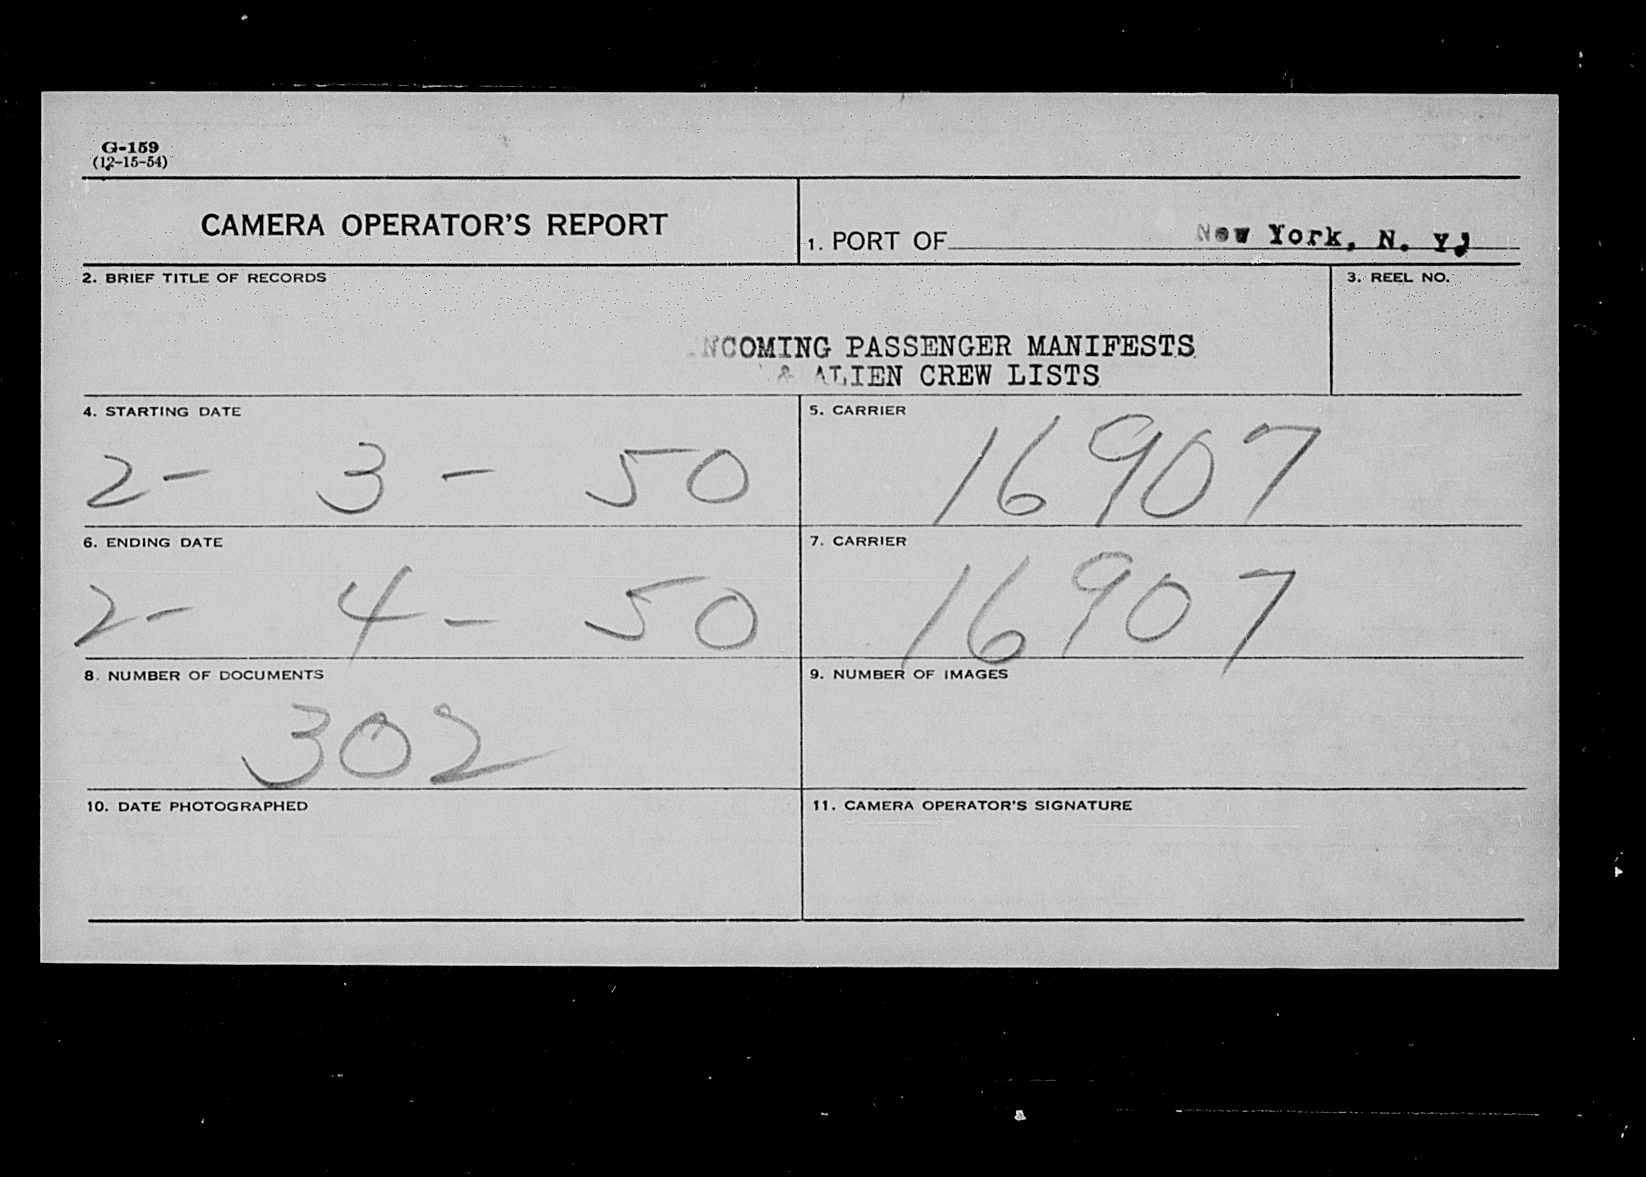 G-159
(12-15-54)
CAMERA OPERATOR'S REPORT
1. PORT OF New York, N. Y.
2. BRIEF TITLE OF RECORDS
3. REEL NO.
INCOMING PASSENGER MANIFESTS
& ALIEN CREW LISTS
4. STARTING DATE
5. CARRIER
2- 3 - 50
16907
6. ENDING DATE
7. CARRIER
2- 4 - 50
16907
8. NUMBER OF DOCUMENTS
9. NUMBER OF IMAGES
302
10. DATE PHOTOGRAPHED
11. CAMERA OPERATOR'S SIGNATURE